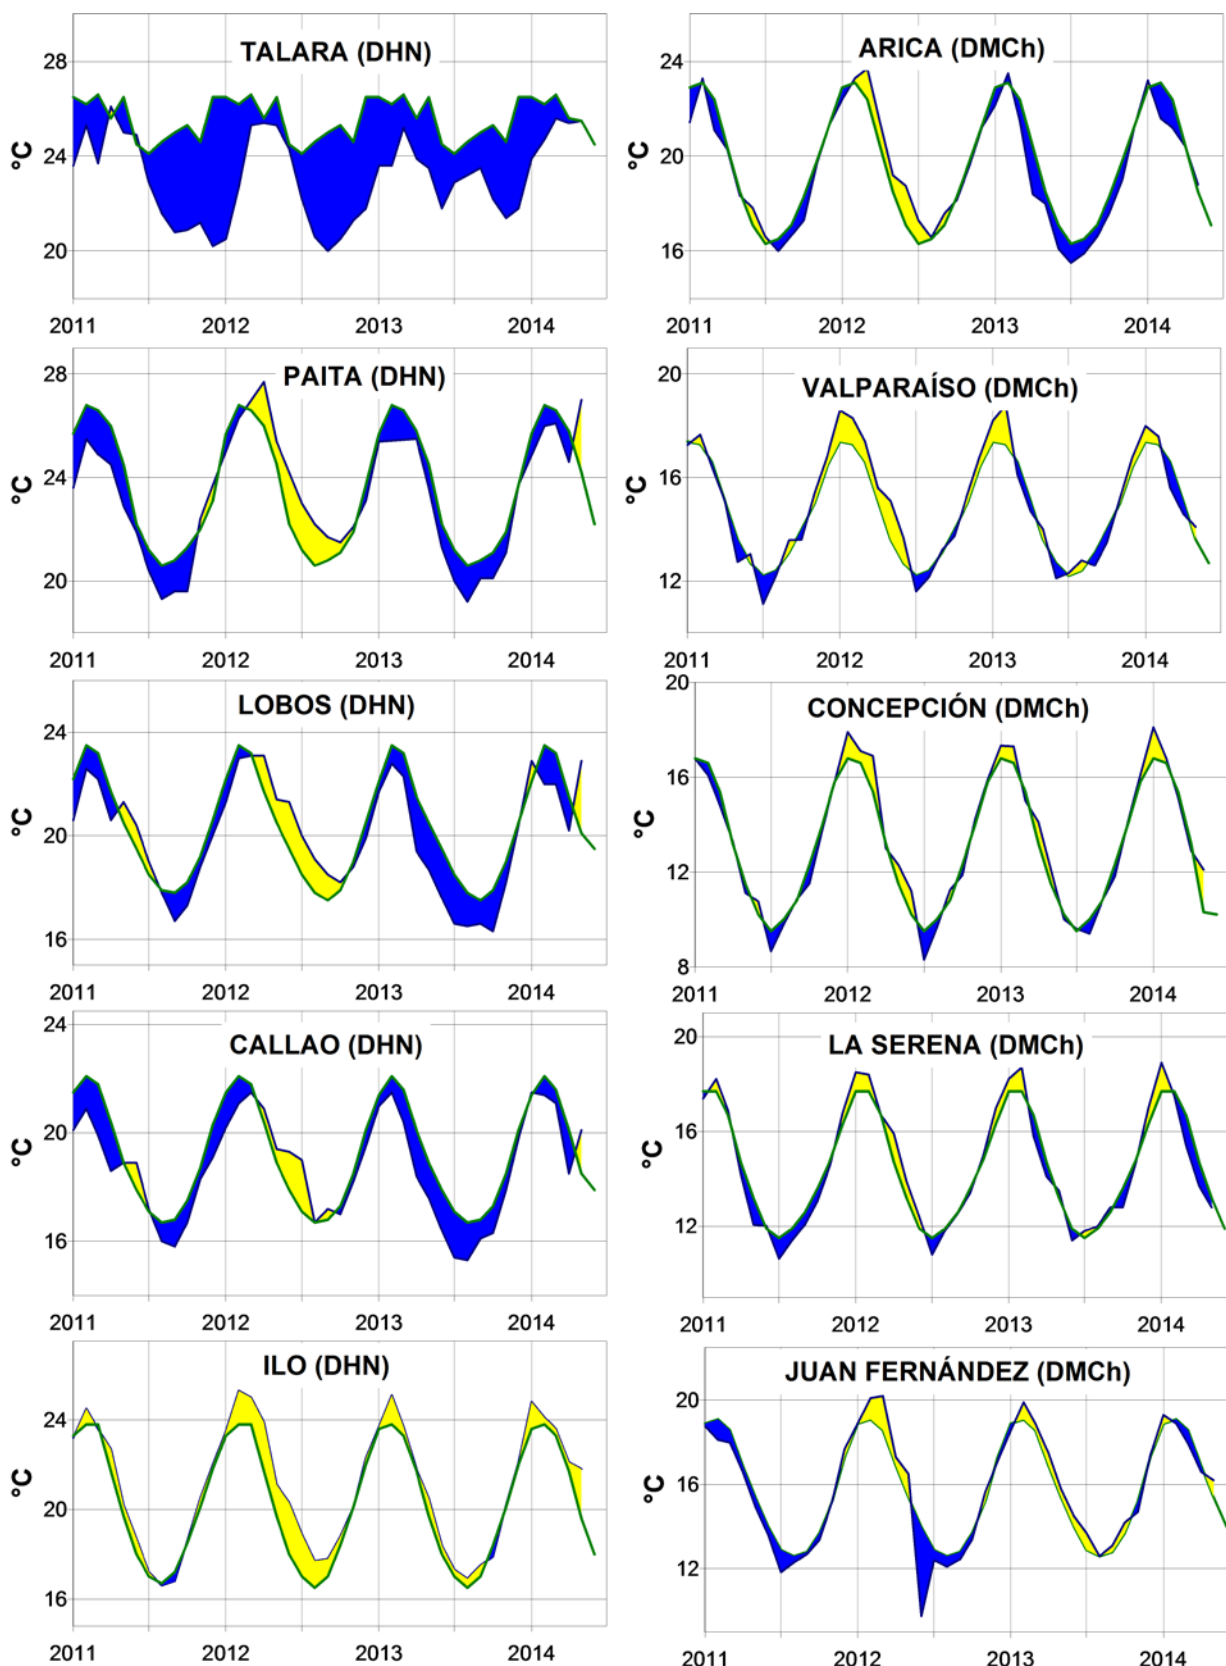 TALARA (DHN)
28
24
20
°C
2011 2012 2013 2014
ARICA (DMCh)
24
20
16
°C
2011 2012 2013 2014
PAITA (DHN)
28
24
20
°C
2011 2012 2013 2014
VALPARAÍSO (DMCh)
20
16
12
°C
2011 2012 2013 2014
LOBOS (DHN)
24
20
16
°C
2011 2012 2013 2014
CONCEPCIÓN (DMCh)
20
16
12
8
°C
2011 2012 2013 2014
CALLAO (DHN)
24
20
16
°C
2011 2012 2013 2014
LA SERENA (DMCh)
20
16
12
°C
2011 2012 2013 2014
ILO (DHN)
24
20
16
°C
2011 2012 2013 2014
JUAN FERNÁNDEZ (DMCh)
20
16
12
°C
2011 2012 2013 2014